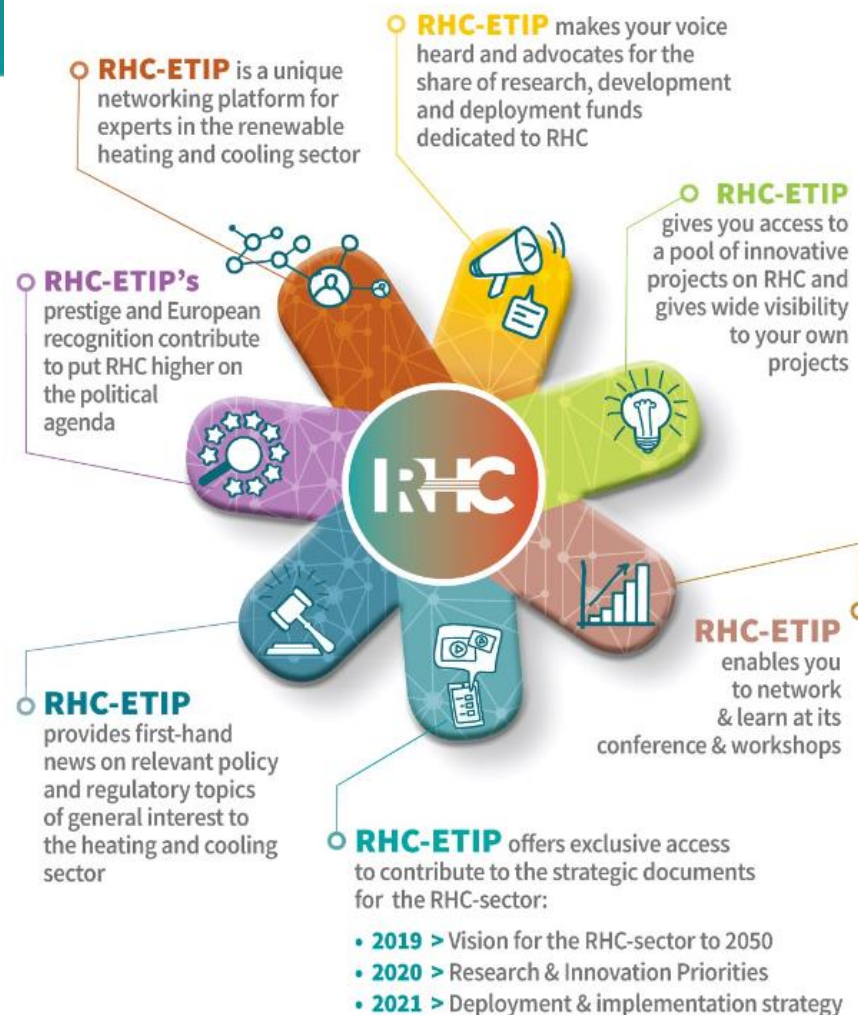 RHC-ETIP is a unique
networking platform for
experts in the renewable
heating and cooling sector
RHC-ETIP makes your voice
heard and advocates for the
share of research, development
and deployment funds
dedicated to RHC
RHC-ETIP
gives you access to
a pool of innovative
projects on RHC and
gives wide visibility
to your own
projects
RHC-ETIP's
prestige and European
recognition contribute
to put RHC higher on
the political
agenda
RHC
RHC-ETIP
enables you
to network
& learn at its
conference & workshops
RHC-ETIP
provides first-hand
news on relevant policy
and regulatory topics
of general interest to
the heating and cooling
sector
RHC-ETIP offers exclusive access
to contribute to the strategic documents
for the RHC-sector:
• 2019 > Vision for the RHC-sector to 2050
• 2020 > Research & Innovation Priorities
• 2021 > Deployment & implementation strategy